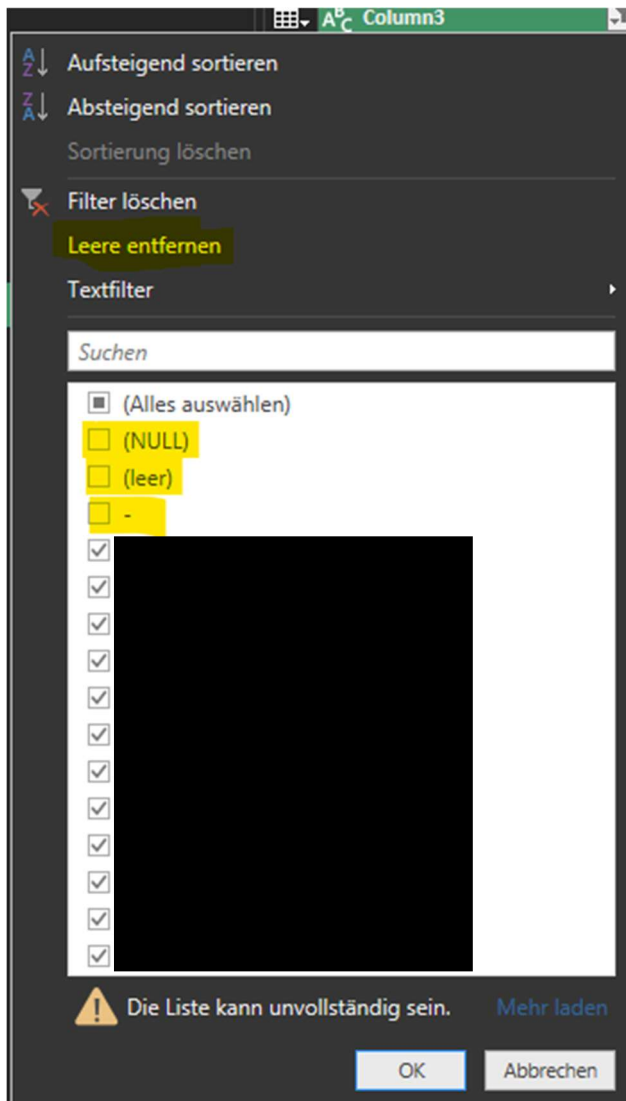 ABC Column3
Aufsteigend sortieren
Absteigend sortieren
Sortierung löschen
Filter löschen
Leere entfernen
Textfilter
Suchen
(Alles auswählen)
(NULL)
(leer)
-
Die Liste kann unvollständig sein. Mehr laden
OK Abbrechen